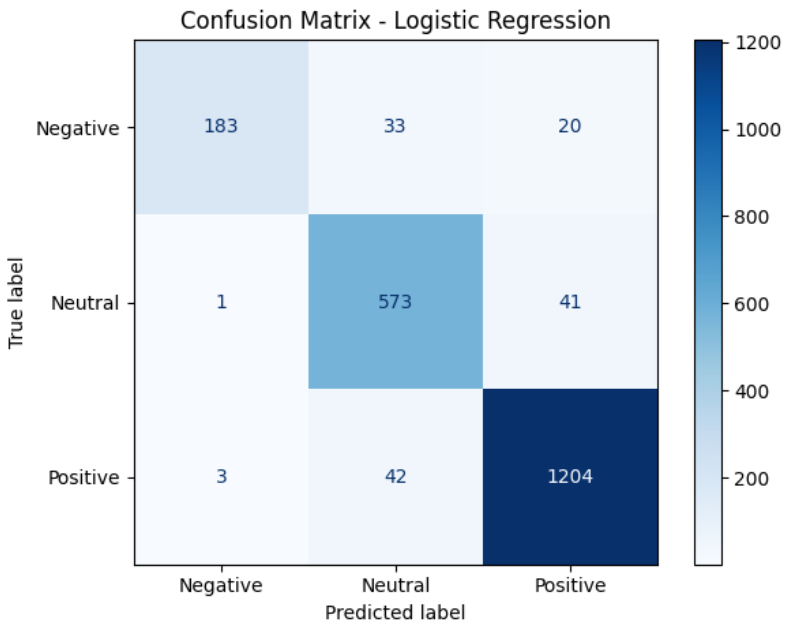 Confusion Matrix - Logistic Regression
True label
Negative 183 33 20
Neutral 1 573 41
Positive 3 42 1204
Negative Neutral Positive
Predicted label
1200
1000
800
600
400
200